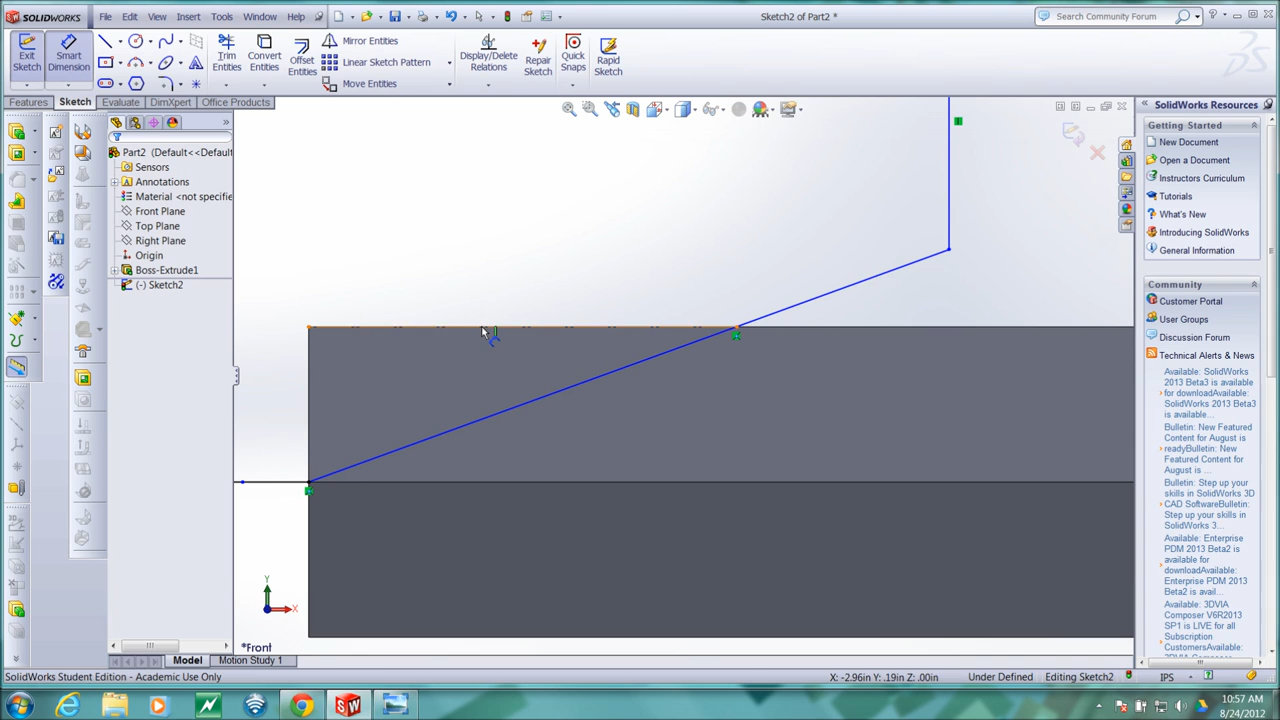 SOLIDWORKS
File Edit View Insert Tools Window Help
Sketch2 of Part2 *
Search Community Forum
Exit Sketch
Smart Dimension
Trim Entities
Convert Entities
Offset Entities
Mirror Entities
Linear Sketch Pattern
Move Entities
Display/Delete Relations
Repair Sketch
Quick Snaps
Rapid Sketch
Features Sketch Evaluate DimXpert Office Products
Part2 (Default<<Default
Sensors
Annotations
Material <not specifie
Front Plane
Top Plane
Right Plane
Origin
Boss-Extrude1
(-) Sketch2
Y
X
*Front
SolidWorks Resources
Getting Started
New Document
Open a Document
Instructors Curriculum
Tutorials
What's New
Introducing SolidWorks
General Information
Community
Customer Portal
User Groups
Discussion Forum
Technical Alerts & News
Available: SolidWorks
2013 Beta3 is available
for downloadAvailable:
SolidWorks 2013 Beta3
is available...
Bulletin: New Featured
Content for August is
readyBulletin: New
Featured Content for
August is ...
Bulletin: Step up your
skills in SolidWorks 3D
CAD SoftwareBulletin:
Step up your skills in
SolidWorks 3...
Available: Enterprise
PDM 2013 Beta2 is
available for
downloadAvailable:
Enterprise PDM 2013
Beta2 is avail...
Available: 3DVIA
Composer V6R2013
SP1 is LIVE for all
Subscription
CustomersAvailable:
Model Motion Study 1
SolidWorks Student Edition - Academic Use Only
X: -2.96in Y: .19in Z: .00in Under Defined Editing Sketch2 IPS
10:57 AM
8/24/2012